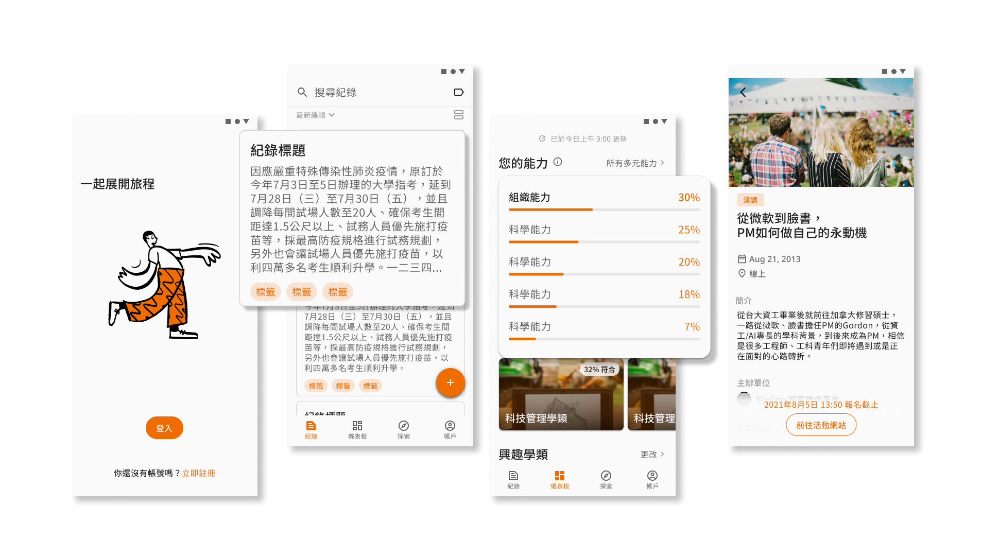 一起展開旅程
登入
你還沒有帳號嗎？立即註冊
搜尋紀錄
最新編輯
紀錄標題
因應嚴重特殊傳染性肺炎疫情，原訂於
今年7月3日至5日辦理的大學指考，延到
7月28日（三）至7月30日（五），並且
調降每間試場人數至20人、確保考生間
距達1.5公尺以上、試務人員優先施打疫
苗等，採最高防疫規格進行試務規劃，
另外也會讓試場人員優先施打疫苗，以
利四萬多名考生順利升學。一二三四...
標籤 標籤 標籤
今年7月3日至5日辦理的大學指考，延到
7月28日（三）至7月30日（五），並且
調降每間試場人數至20人、確保考生間
距達1.5公尺以上、試務人員優先施打疫
苗等，採最高防疫規格進行試務規劃，
另外也會讓試場人員優先施打疫苗，以
利四萬多名考生順利升學。
標籤 標籤 標籤
紀錄標題
紀錄 儀表板 探索 帳戶
已於今日上午 9:00 更新
您的能力 所有多元能力
組織能力 30%
科學能力 25%
科學能力 20%
科學能力 18%
科學能力 7%
32% 符合
科技管理學類 科技管理
興趣學類 更改
紀錄 儀表板 探索 帳戶
演講
從微軟到臉書，
PM如何做自己的永動機
Aug 21, 2013
線上
簡介
從台大資工畢業後就前往加拿大修習碩士，
一路從微軟、臉書擔任PM的Gordon，從資
工/AI專長的學科背景，到後來成為PM，相信
是很多工程師、工科青年們即將遇到或是正
在面對的心路轉折。
主辦單位
Skyline 國際機會平台
2021年8月5日 13:50 報名截止
前往活動網站